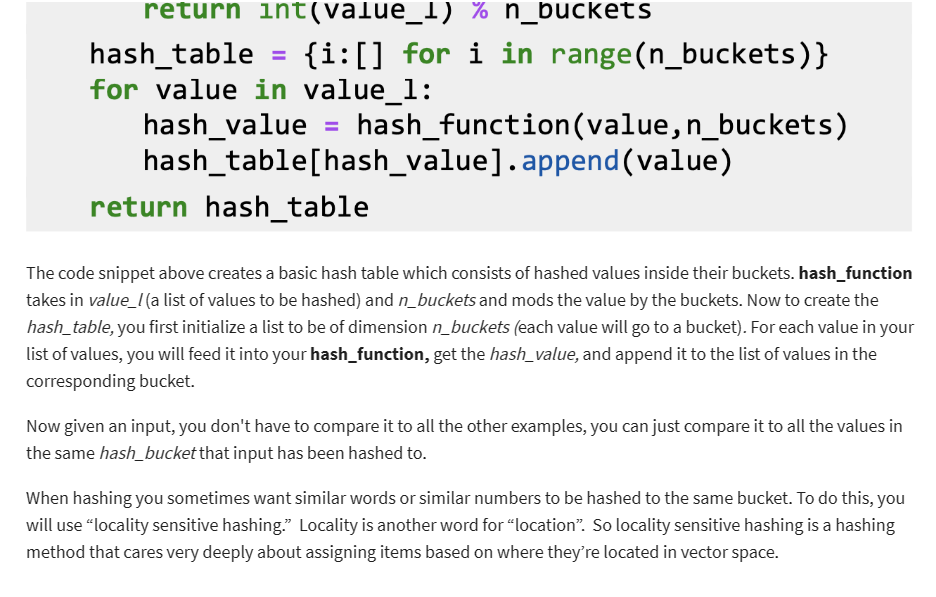 return int(value_l) % n_buckets
hash_table = {i:[] for i in range(n_buckets)}
for value in value_l:
hash_value = hash_function(value,n_buckets)
hash_table[hash_value].append(value)
return hash_table
The code snippet above creates a basic hash table which consists of hashed values inside their buckets. hash_function
takes in value_l (a list of values to be hashed) and n_buckets and mods the value by the buckets. Now to create the
hash_table, you first initialize a list to be of dimension n_buckets (each value will go to a bucket). For each value in your
list of values, you will feed it into your hash_function, get the hash_value, and append it to the list of values in the
corresponding bucket.
Now given an input, you don't have to compare it to all the other examples, you can just compare it to all the values in
the same hash_bucket that input has been hashed to.
When hashing you sometimes want similar words or similar numbers to be hashed to the same bucket. To do this, you
will use “locality sensitive hashing.” Locality is another word for “location”. So locality sensitive hashing is a hashing
method that cares very deeply about assigning items based on where they’re located in vector space.